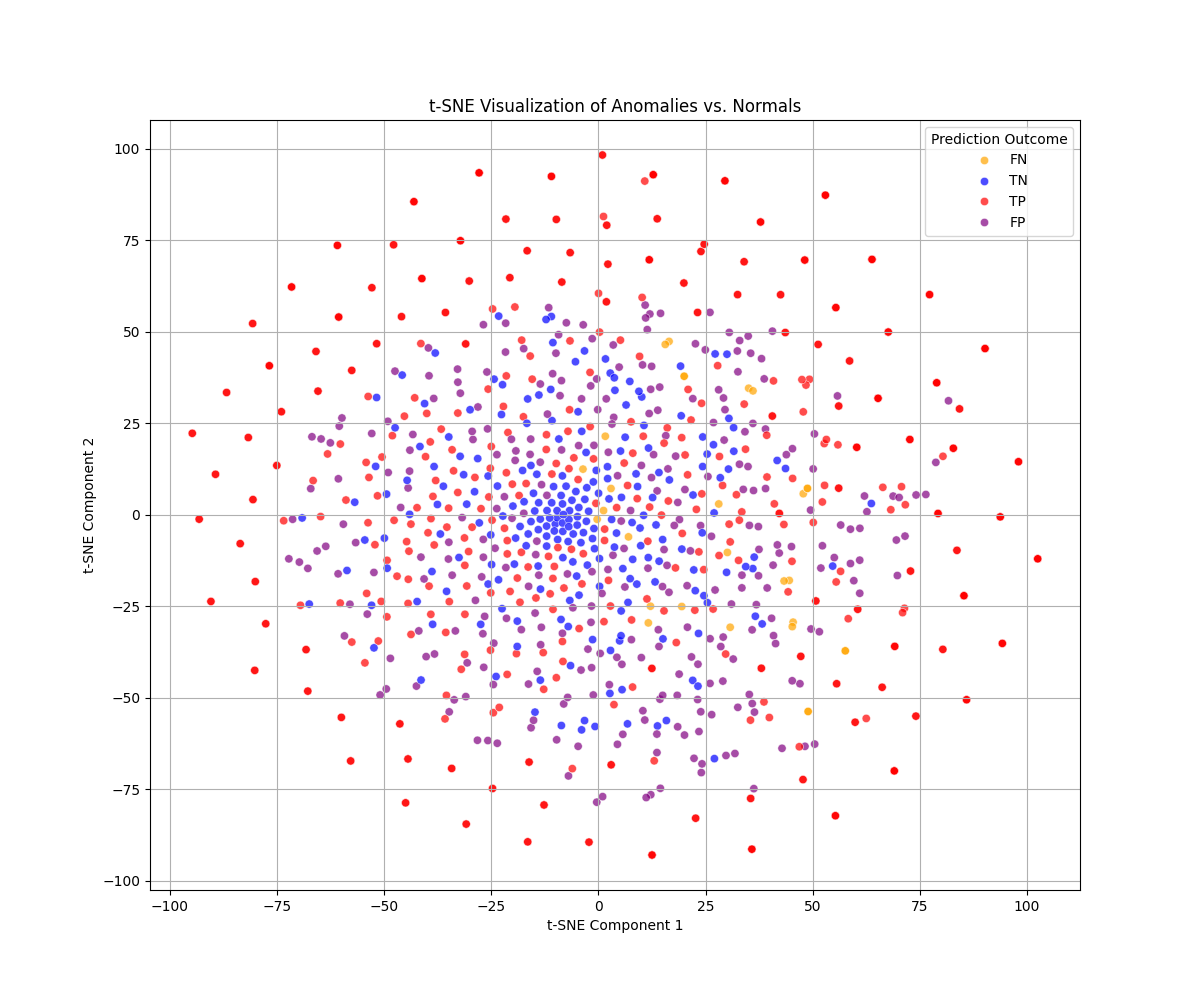 t-SNE Visualization of Anomalies vs. Normals
Prediction Outcome
FN
TN
TP
FP
100
75
50
25
0
−25
−50
−75
−100
t-SNE Component 2
−100 −75 −50 −25 0 25 50 75 100
t-SNE Component 1